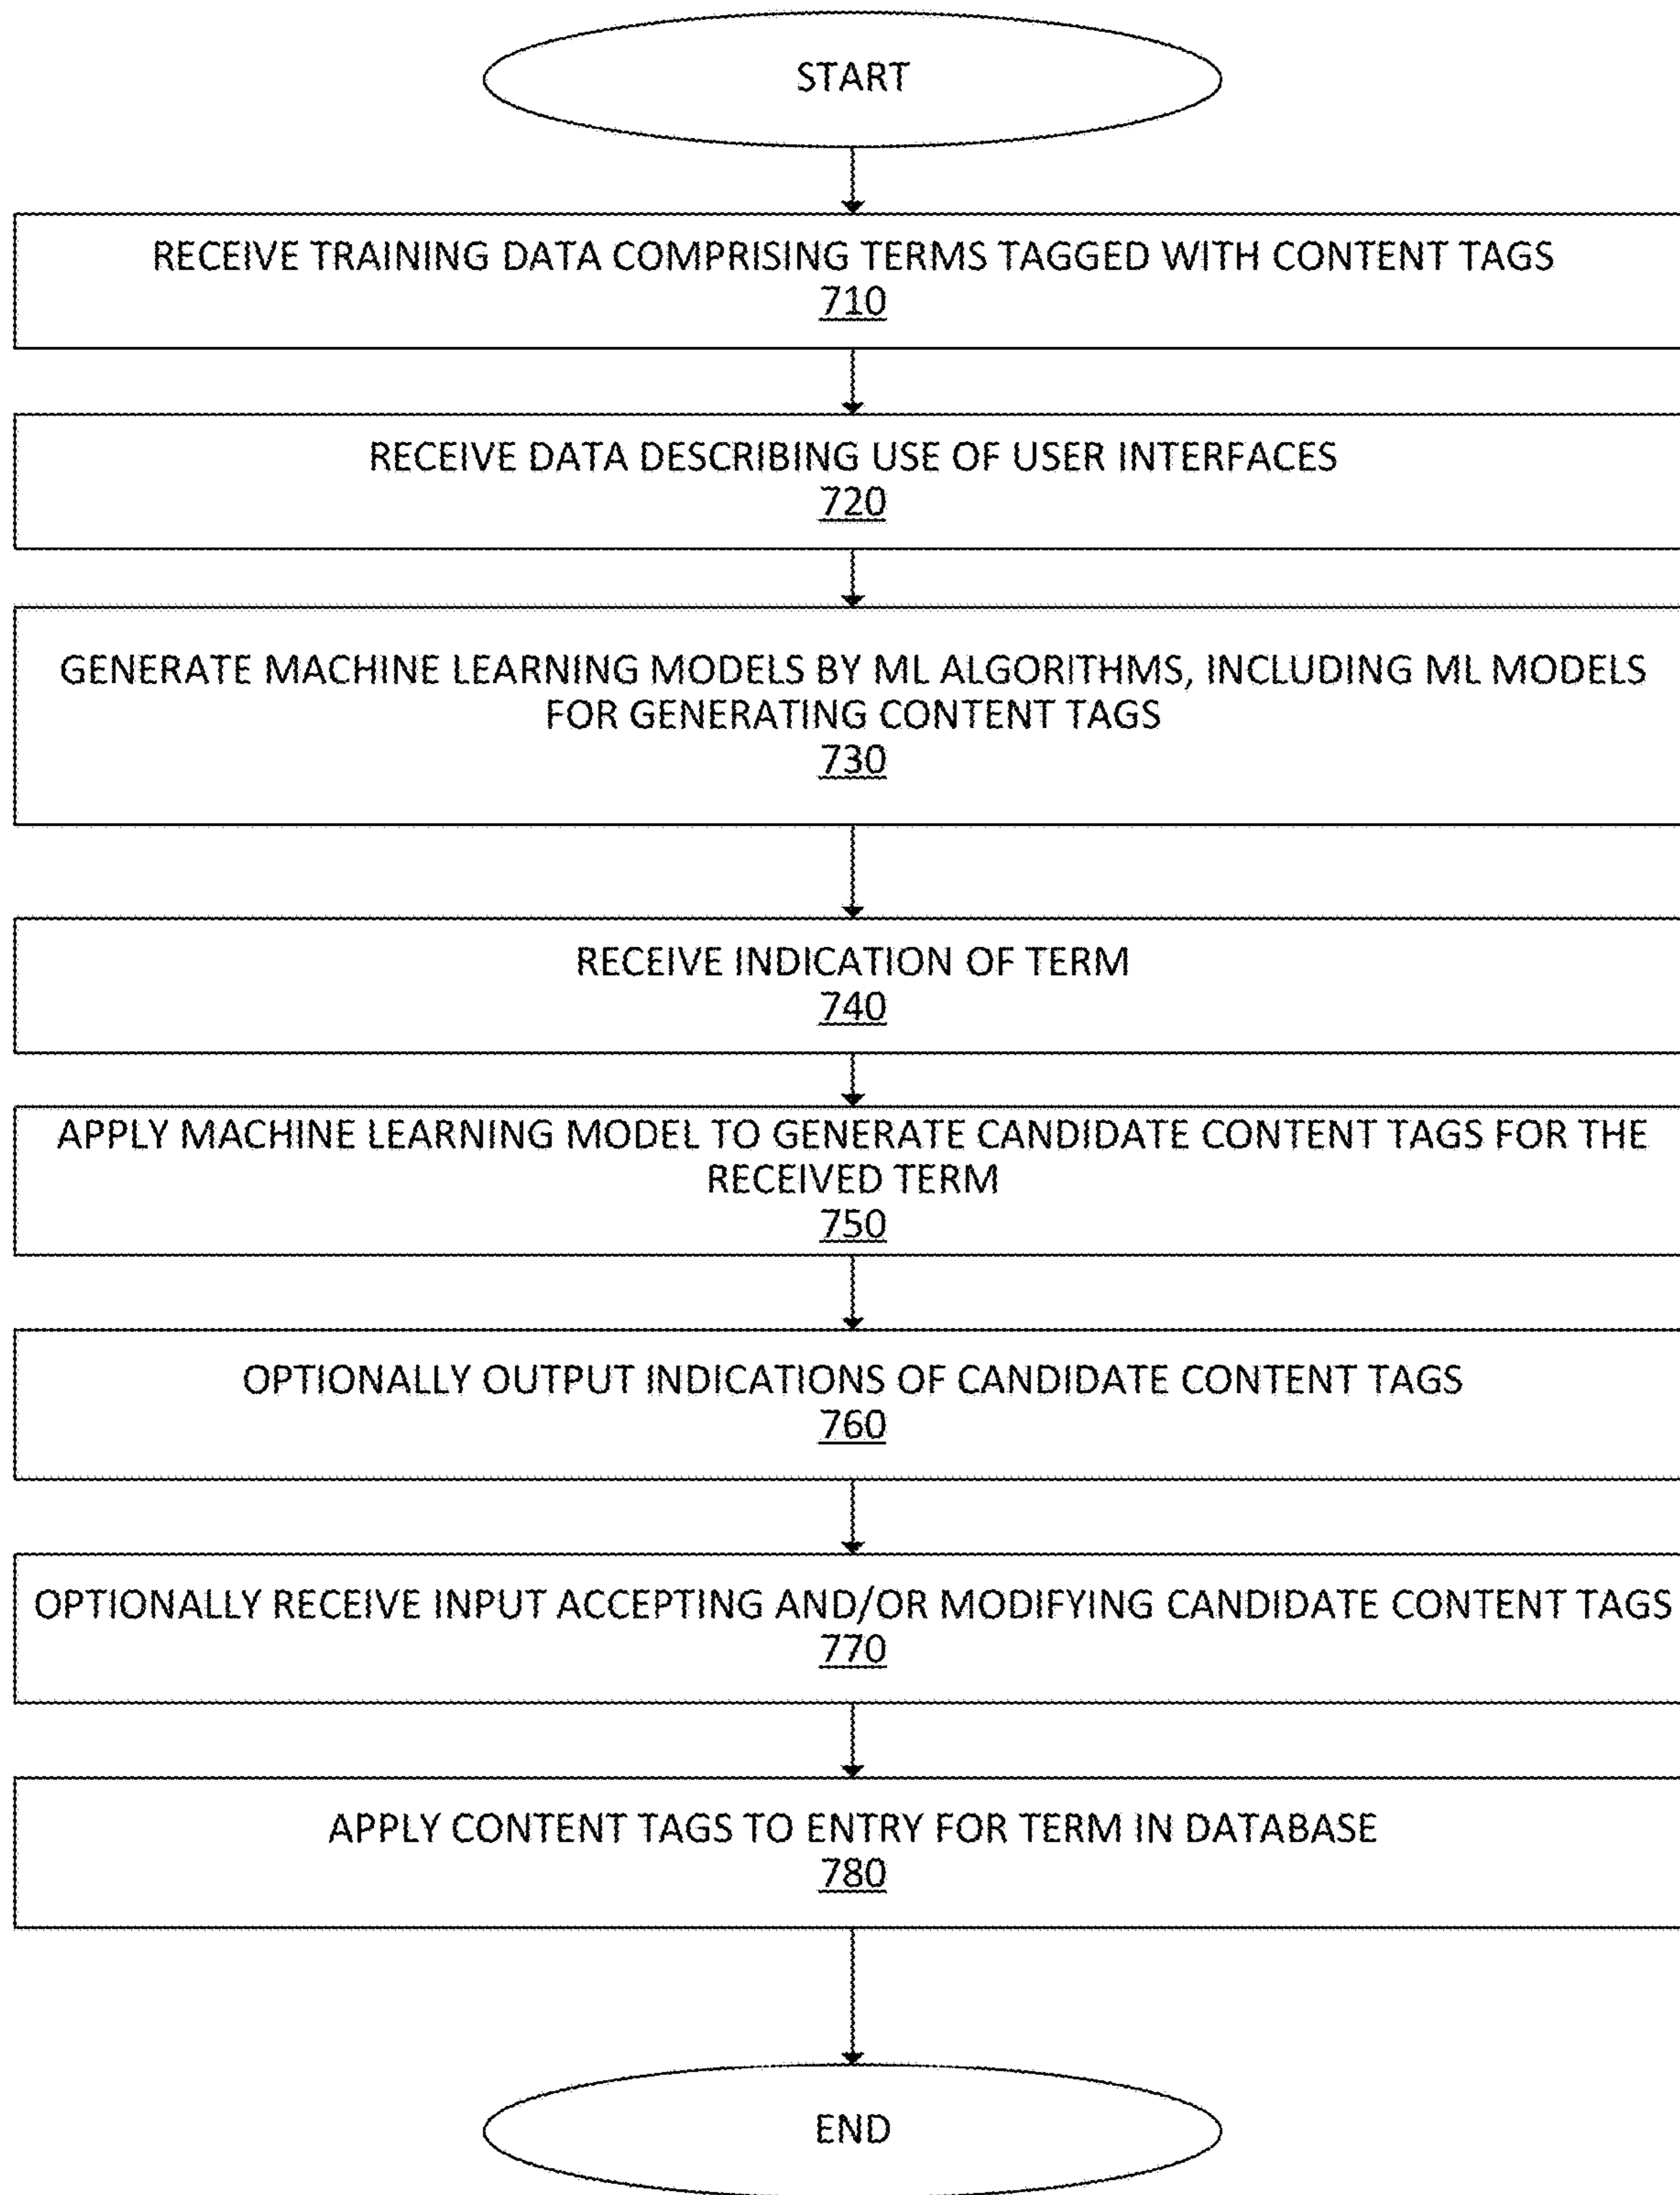 START
RECEIVE TRAINING DATA COMPRISING TERMS TAGGED WITH CONTENT TAGS
710
RECEIVE DATA DESCRIBING USE OF USER INTERFACES
720
GENERATE MACHINE LEARNING MODELS BY ML ALGORITHMS, INCLUDING ML MODELS
FOR GENERATING CONTENT TAGS
730
RECEIVE INDICATION OF TERM
740
APPLY MACHINE LEARNING MODEL TO GENERATE CANDIDATE CONTENT TAGS FOR THE
RECEIVED TERM
750
OPTIONALLY OUTPUT INDICATIONS OF CANDIDATE CONTENT TAGS
760
OPTIONALLY RECEIVE INPUT ACCEPTING AND/OR MODIFYING CANDIDATE CONTENT TAGS
770
APPLY CONTENT TAGS TO ENTRY FOR TERM IN DATABASE
780
END